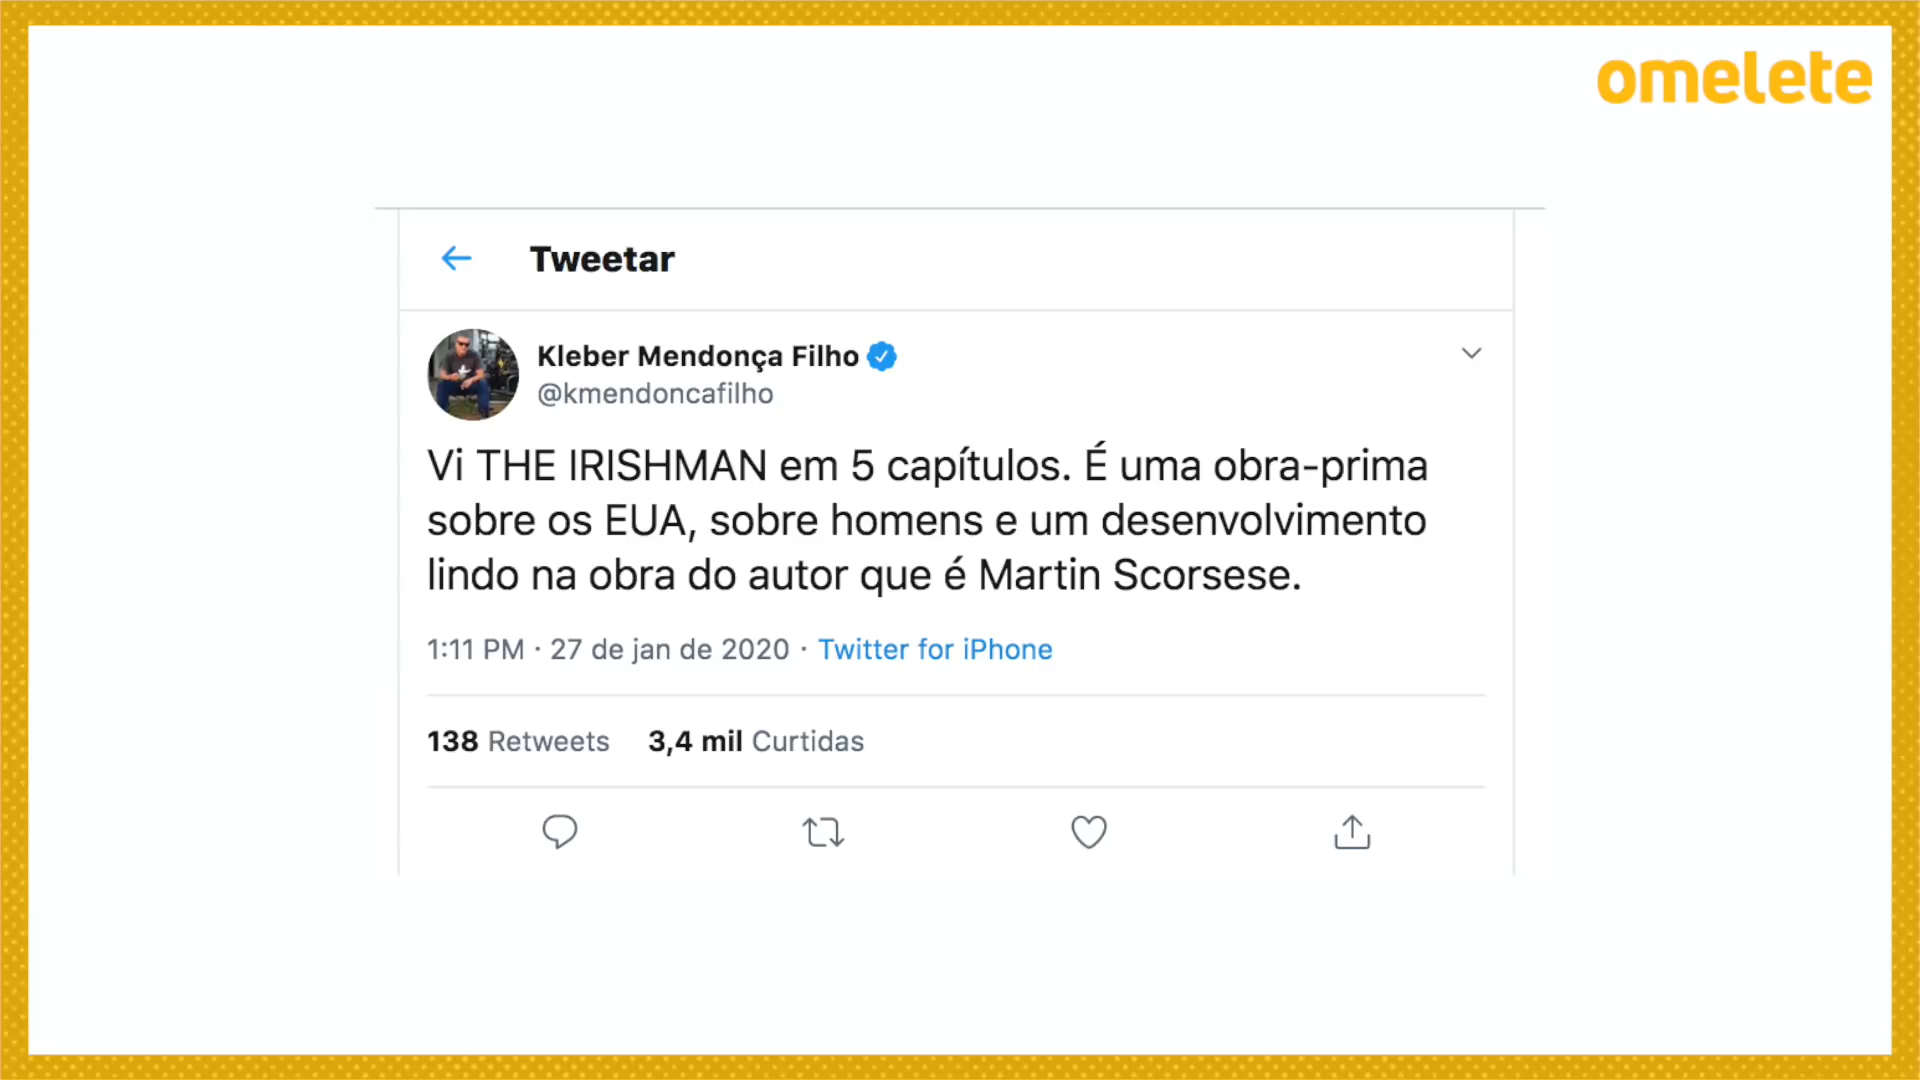 omelete
Tweetar
Kleber Mendonça Filho
@kmendoncafilho
Vi THE IRISHMAN em 5 capítulos. É uma obra-prima
sobre os EUA, sobre homens e um desenvolvimento
lindo na obra do autor que é Martin Scorsese.
1:11 PM · 27 de jan de 2020 · Twitter for iPhone
138 Retweets 3,4 mil Curtidas